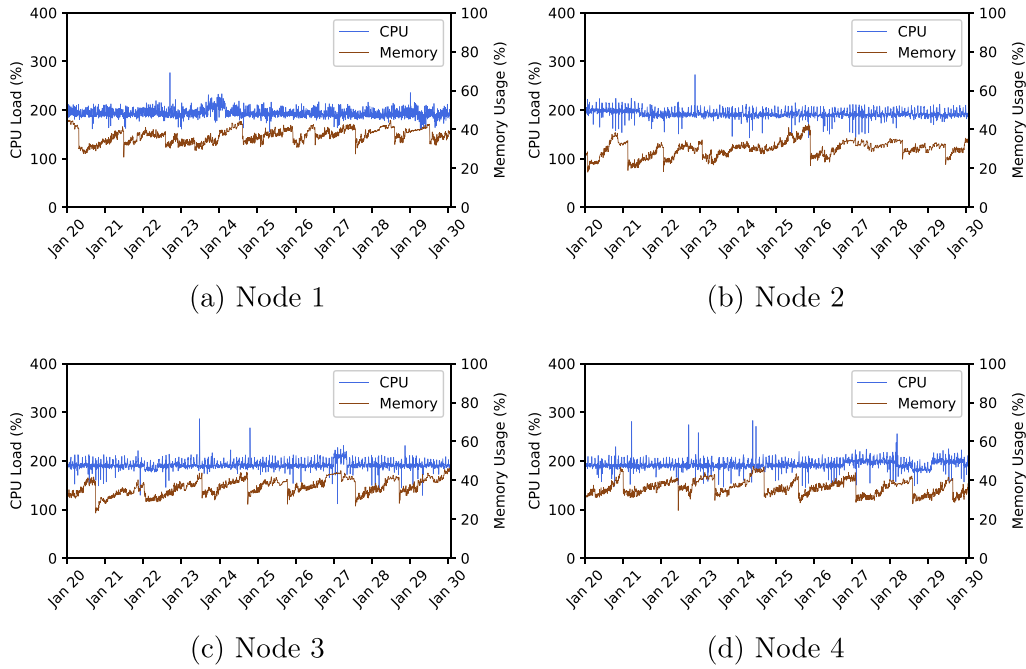 400
300
200
100
0
CPU Load (%)
CPU
Memory
100
80
60
40
20
0
Memory Usage (%)
Jan 20
Jan 21
Jan 22
Jan 23
Jan 24
Jan 25
Jan 26
Jan 27
Jan 28
Jan 29
Jan 30
(a) Node 1
400
300
200
100
0
CPU Load (%)
CPU
Memory
100
80
60
40
20
0
Memory Usage (%)
Jan 20
Jan 21
Jan 22
Jan 23
Jan 24
Jan 25
Jan 26
Jan 27
Jan 28
Jan 29
Jan 30
(b) Node 2
400
300
200
100
0
CPU Load (%)
CPU
Memory
100
80
60
40
20
0
Memory Usage (%)
Jan 20
Jan 21
Jan 22
Jan 23
Jan 24
Jan 25
Jan 26
Jan 27
Jan 28
Jan 29
Jan 30
(c) Node 3
400
300
200
100
0
CPU Load (%)
CPU
Memory
100
80
60
40
20
0
Memory Usage (%)
Jan 20
Jan 21
Jan 22
Jan 23
Jan 24
Jan 25
Jan 26
Jan 27
Jan 28
Jan 29
Jan 30
(d) Node 4